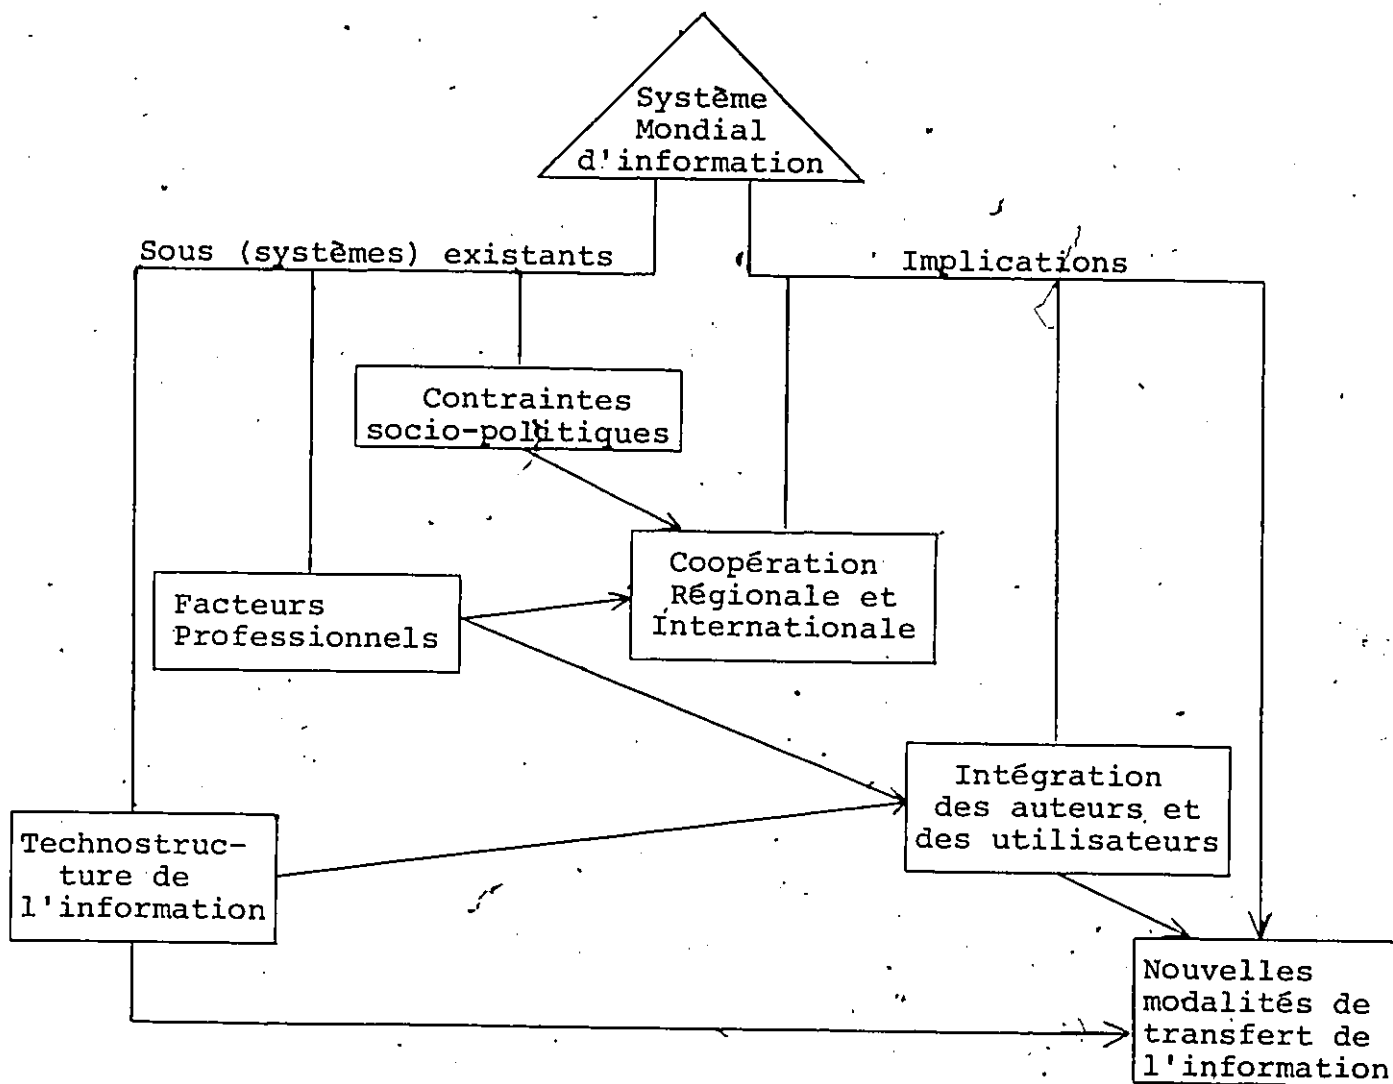 Système
Mondial
d'information
Sous (systèmes) existants
Implications
Contraintes
socio-politiques
Coopération
Régionale et
Internationale
Facteurs
Professionnels
Intégration
des auteurs et
des utilisateurs
Technostruc-
ture de
l'information
Nouvelles
modalités de
transfert de
l'information